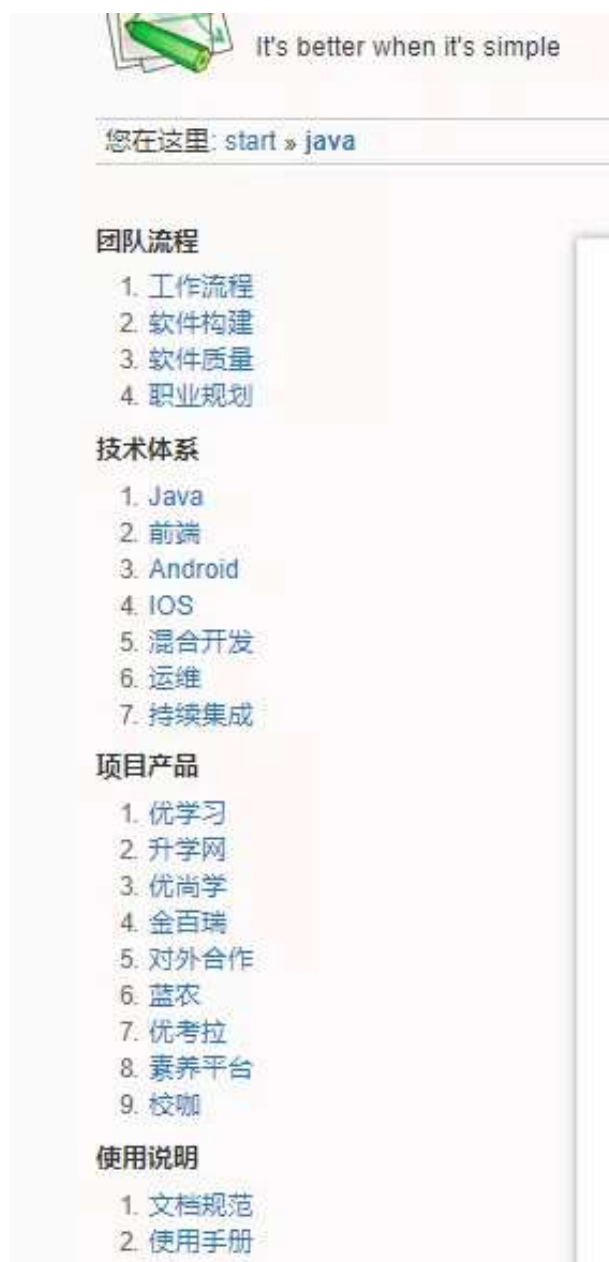 It's better when it's simple
您在这里: start » java
团队流程
1. 工作流程
2. 软件构建
3. 软件质量
4. 职业规划
技术体系
1. Java
2. 前端
3. Android
4. IOS
5. 混合开发
6. 运维
7. 持续集成
项目产品
1. 优学习
2. 升学网
3. 优尚学
4. 金百瑞
5. 对外合作
6. 蓝农
7. 优考拉
8. 素养平台
9. 校咖
使用说明
1. 文档规范
2. 使用手册